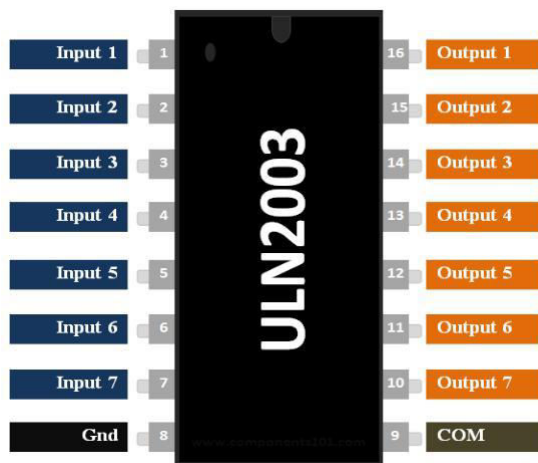 Input 1 1 16 Output 1
Input 2 2 15 Output 2
Input 3 3 14 Output 3
Input 4 4 13 Output 4
Input 5 5 12 Output 5
Input 6 6 11 Output 6
Input 7 7 10 Output 7
Gnd 8 9 COM
ULN2003
www.components101.com